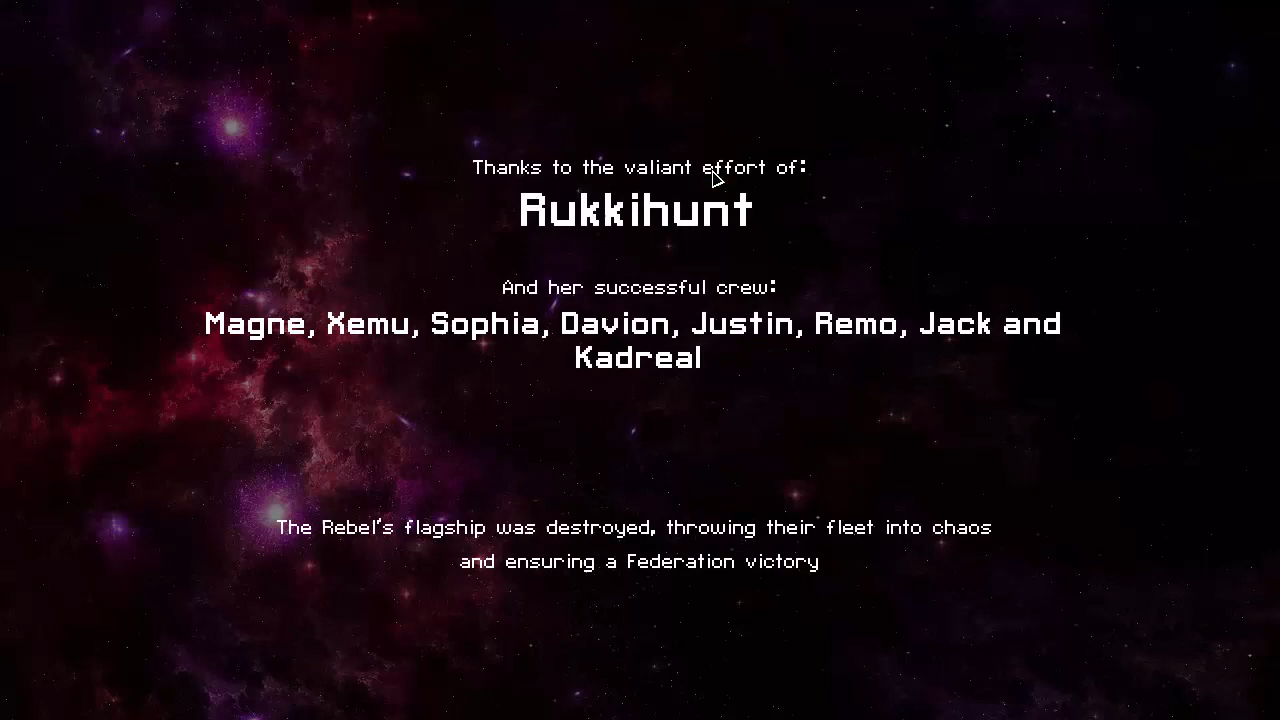 Thanks to the valiant effort of:
Rukkihunt
And her successful crew:
Magne, Xemu, Sophia, Davion, Justin, Remo, Jack and
Kadreal
The Rebel's flagship was destroyed, throwing their fleet into chaos
and ensuring a Federation victory